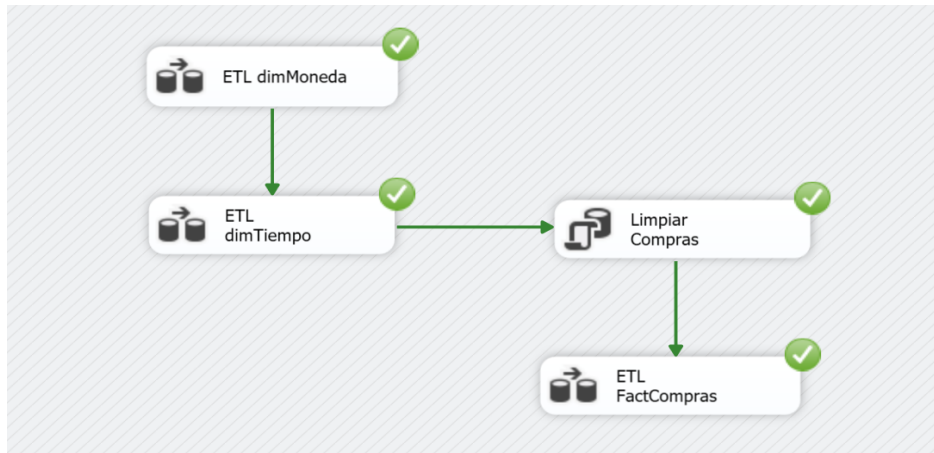 ETL dimMoneda
ETL
dimTiempo
Limpiar
Compras
ETL
FactCompras